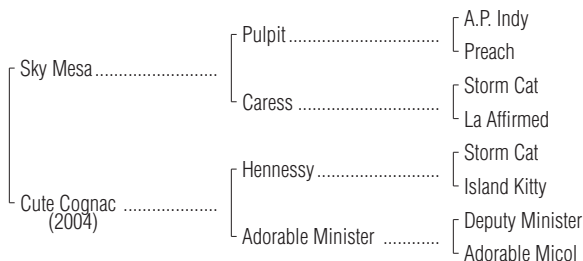 A.P. Indy
Pulpit........................................
Preach
Sky Mesa................................
Storm Cat
Caress .....................................
La Affirmed
Storm Cat
Hennessy.................................
Island Kitty
Cute Cognac ........................
(2004)
Deputy Minister
Adorable Minister ..............
Adorable Micol